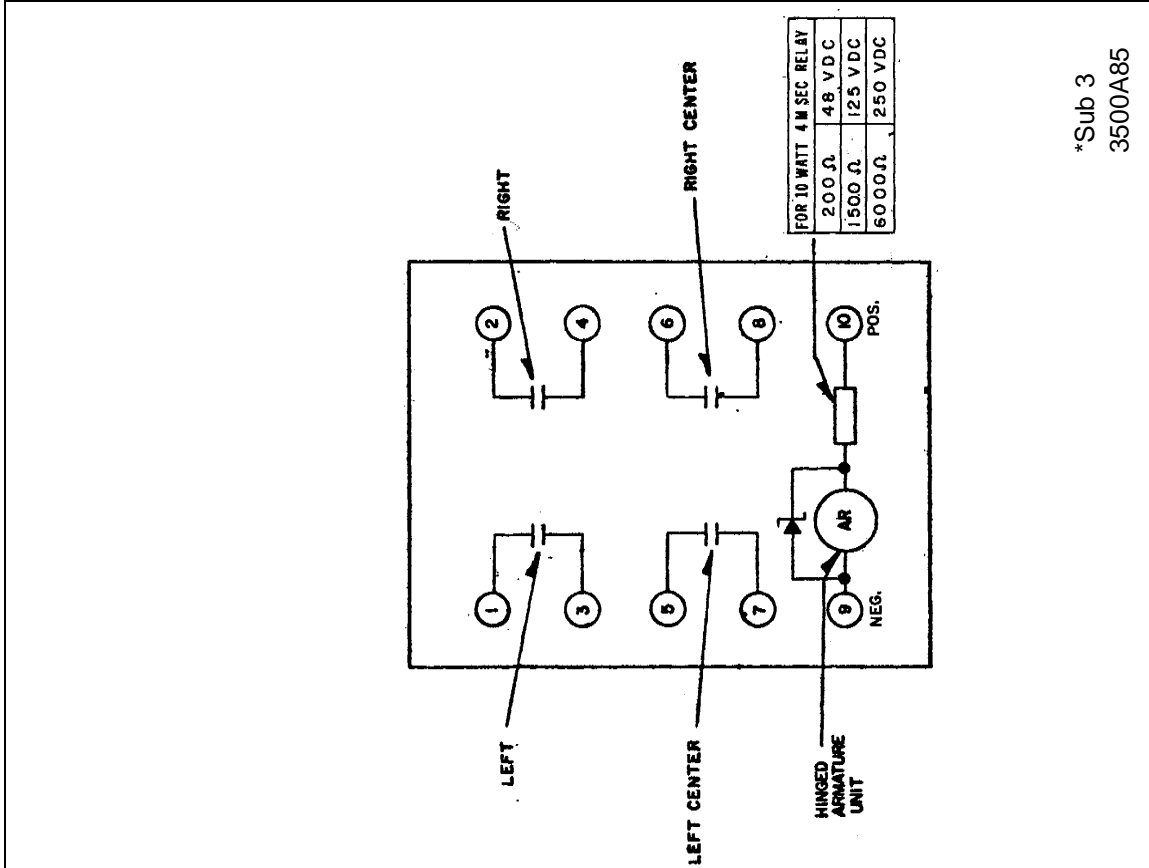 LEFT
1
2
RIGHT
3
4
LEFT CENTER
5
6
RIGHT CENTER
7
8
HINGED
ARMATURE
UNIT
9
AR
10
NEG.
POS.
FOR 10 WATT 4 M SEC RELAY
200 Ω 48 VDC
1500 Ω 125 VDC
6000 Ω 250 VDC
*Sub 3
3500A85